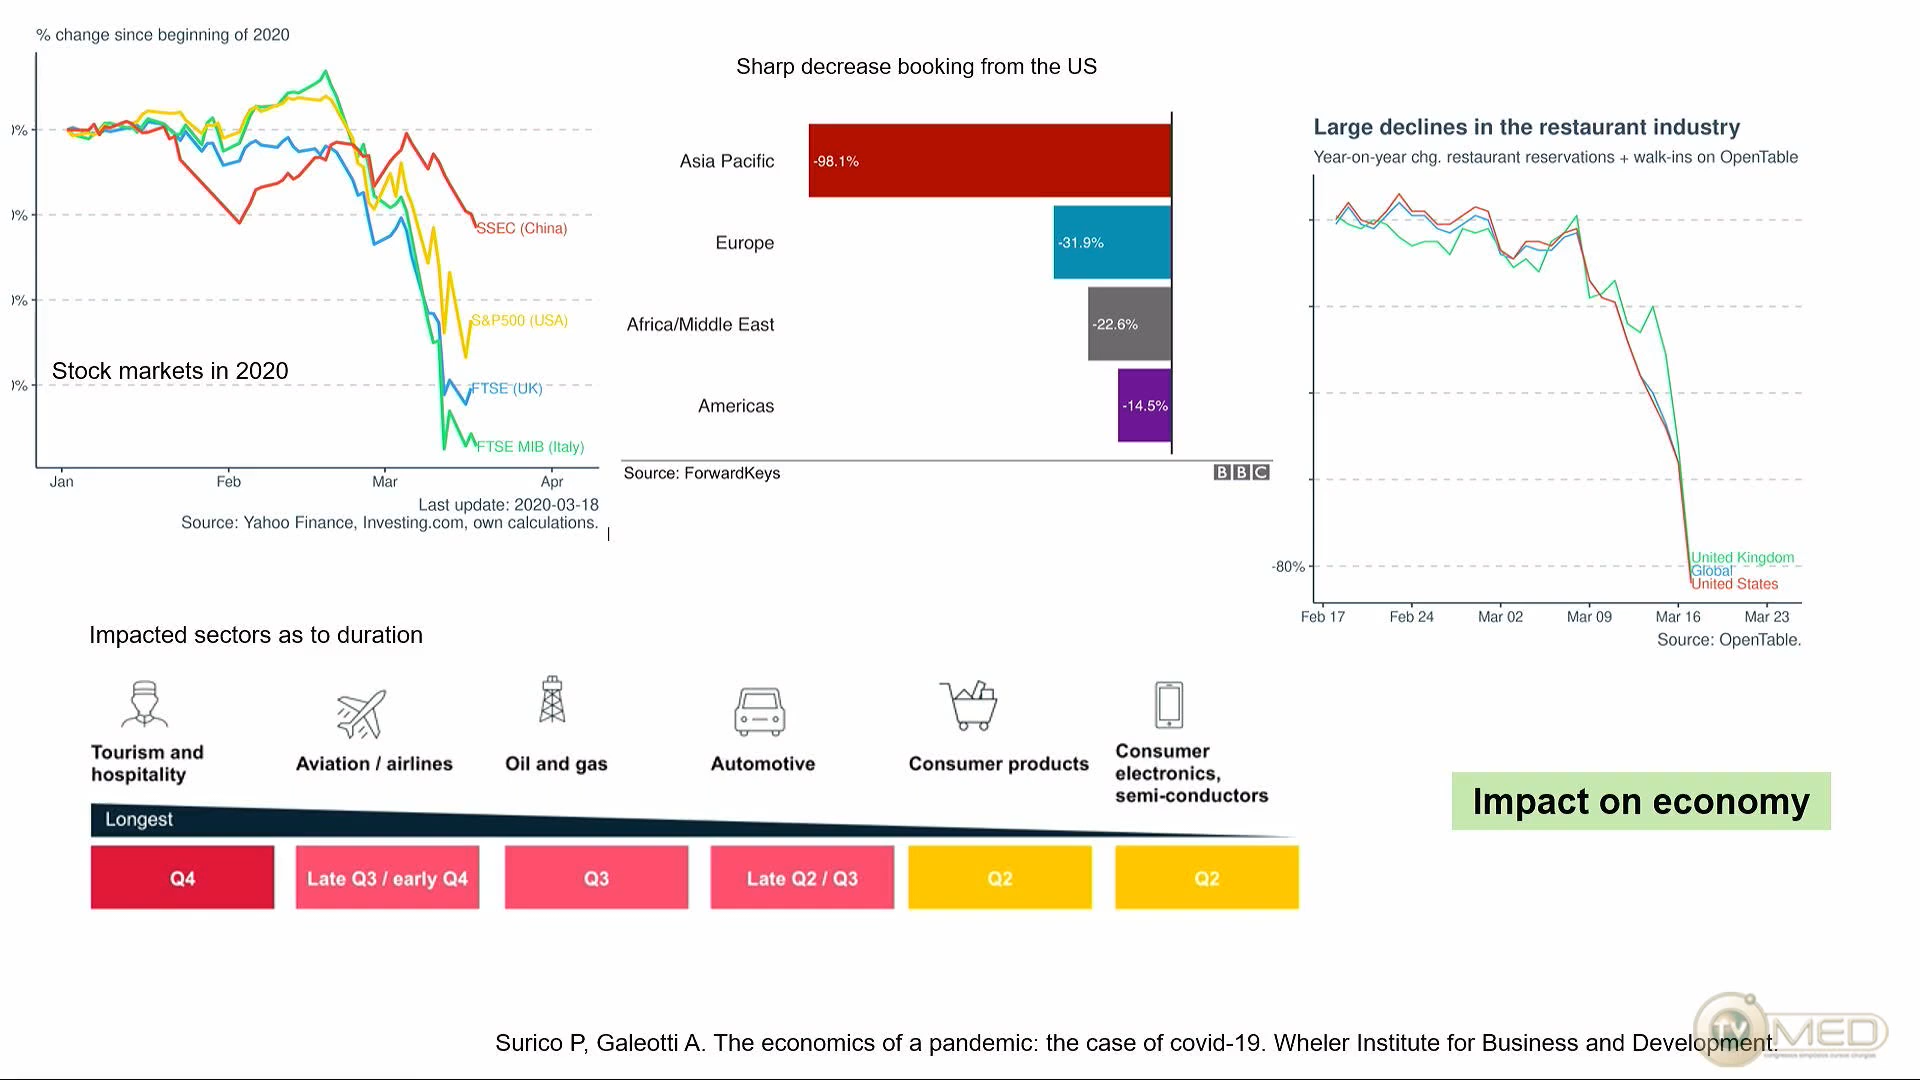 % change since beginning of 2020
0%
0%
0%
0%
SSEC (China)
S&P500 (USA)
Stock markets in 2020
FTSE (UK)
FTSE MIB (Italy)
Jan Feb Mar Apr
Last update: 2020-03-18
Source: Yahoo Finance, Investing.com, own calculations.
Sharp decrease booking from the US
Asia Pacific -98.1%
Europe -31.9%
Africa/Middle East -22.6%
Americas -14.5%
Source: ForwardKeys BBC
Large declines in the restaurant industry
Year-on-year chg. restaurant reservations + walk-ins on OpenTable
-80%
United Kingdom
Global
United States
Feb 17 Feb 24 Mar 02 Mar 09 Mar 16 Mar 23
Source: OpenTable.
Impacted sectors as to duration
Tourism and
hospitality
Aviation / airlines
Oil and gas
Automotive
Consumer products
Consumer
electronics,
semi-conductors
Longest
Q4 Late Q3 / early Q4 Q3 Late Q2 / Q3 Q2 Q2
Impact on economy
Surico P, Galeotti A. The economics of a pandemic: the case of covid-19. Wheler Institute for Business and Development.
TV MED